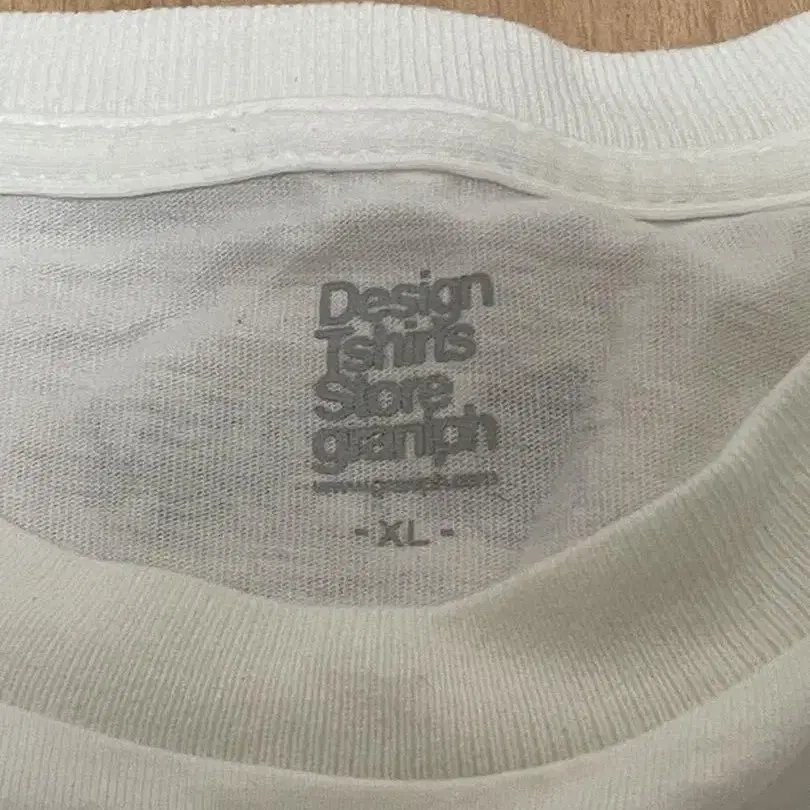 Design
Tshirts
Store
graniph
- XL -